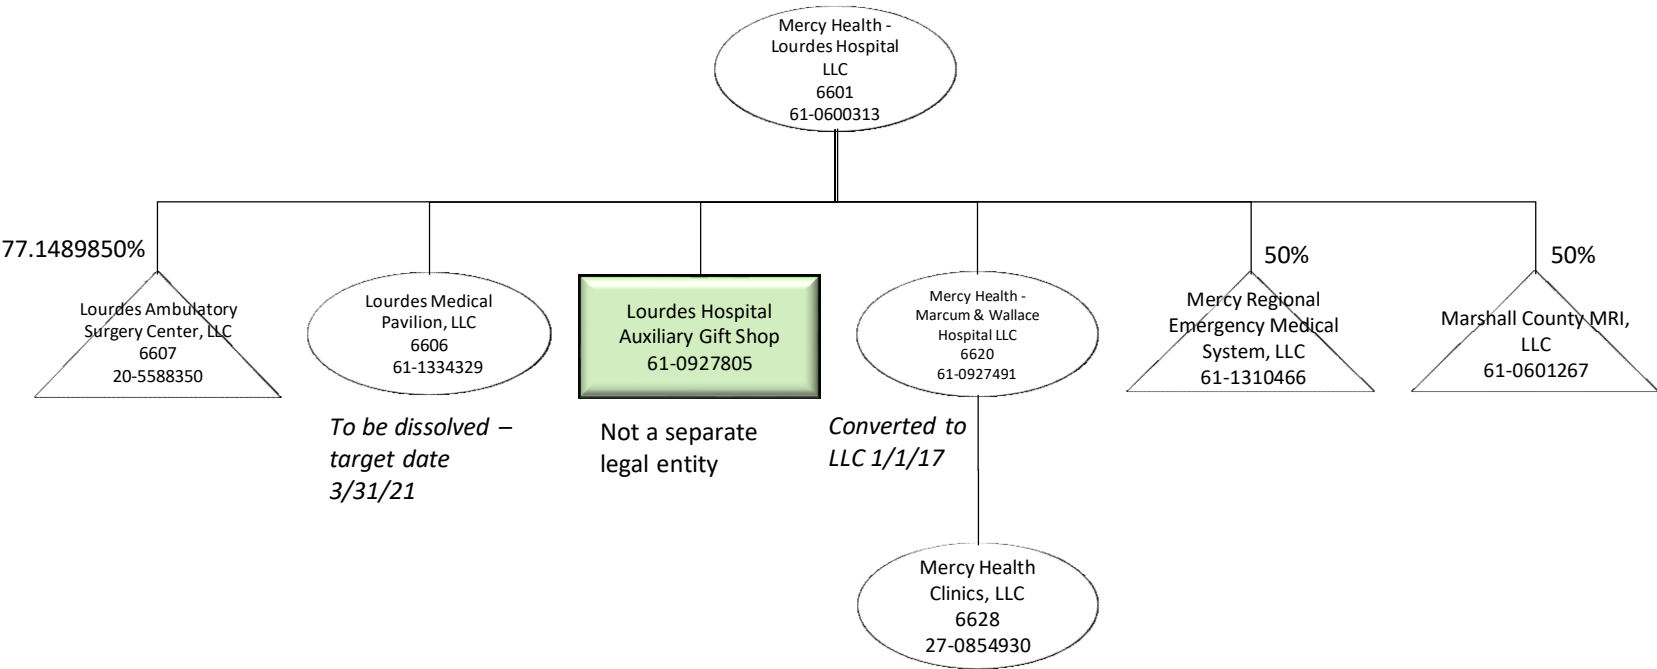 Mercy Health -
Lourdes Hospital
LLC
6601
61-0600313
77.1489850%
50%
50%
Lourdes Ambulatory
Surgery Center, LLC
6607
20-5588350
Lourdes Medical
Pavilion, LLC
6606
61-1334329
Lourdes Hospital
Auxiliary Gift Shop
61-0927805
Mercy Health -
Marcum & Wallace
Hospital LLC
6620
61-0927491
Mercy Regional
Emergency Medical
System, LLC
61-1310466
Marshall County MRI,
LLC
61-0601267
To be dissolved –
target date
3/31/21
Not a separate
legal entity
Converted to
LLC 1/1/17
Mercy Health
Clinics, LLC
6628
27-0854930